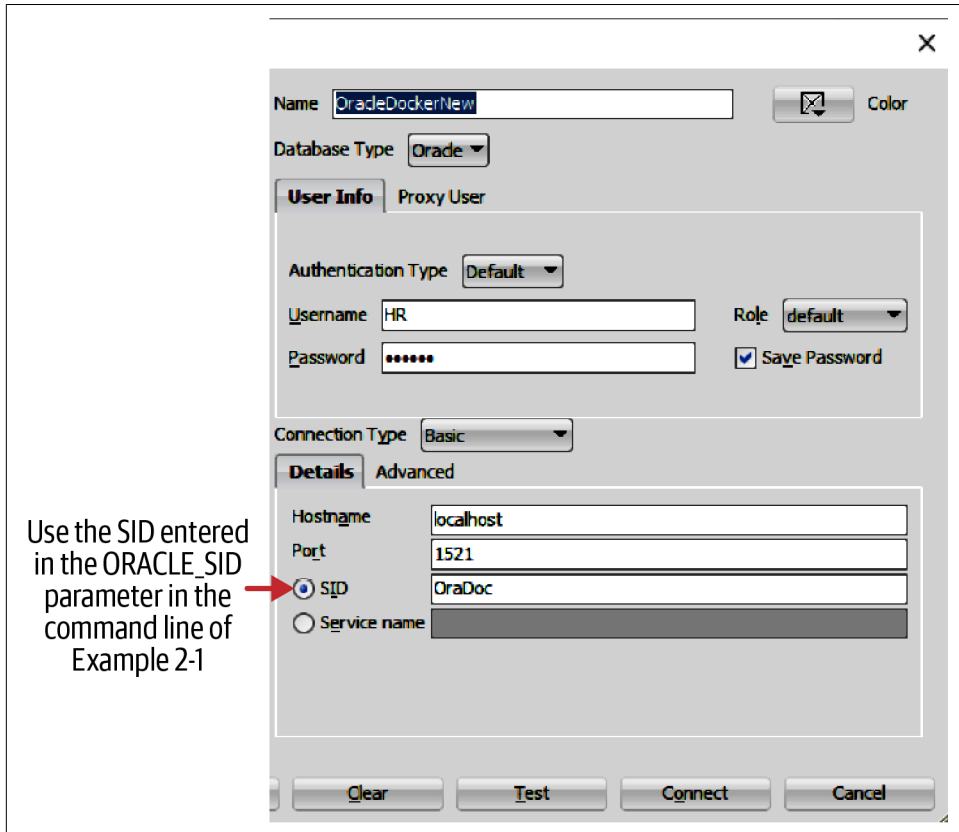 Name OracleDockerNew Color
Database Type Oracle
User Info Proxy User
Authentication Type Default
Username HR Role default
Password •••••• Save Password
Connection Type Basic
Details Advanced
Hostname localhost
Port 1521
SID OraDoc
Service name
Use the SID entered
in the ORACLE_SID
parameter in the
command line of
Example 2-1
Clear Test Connect Cancel